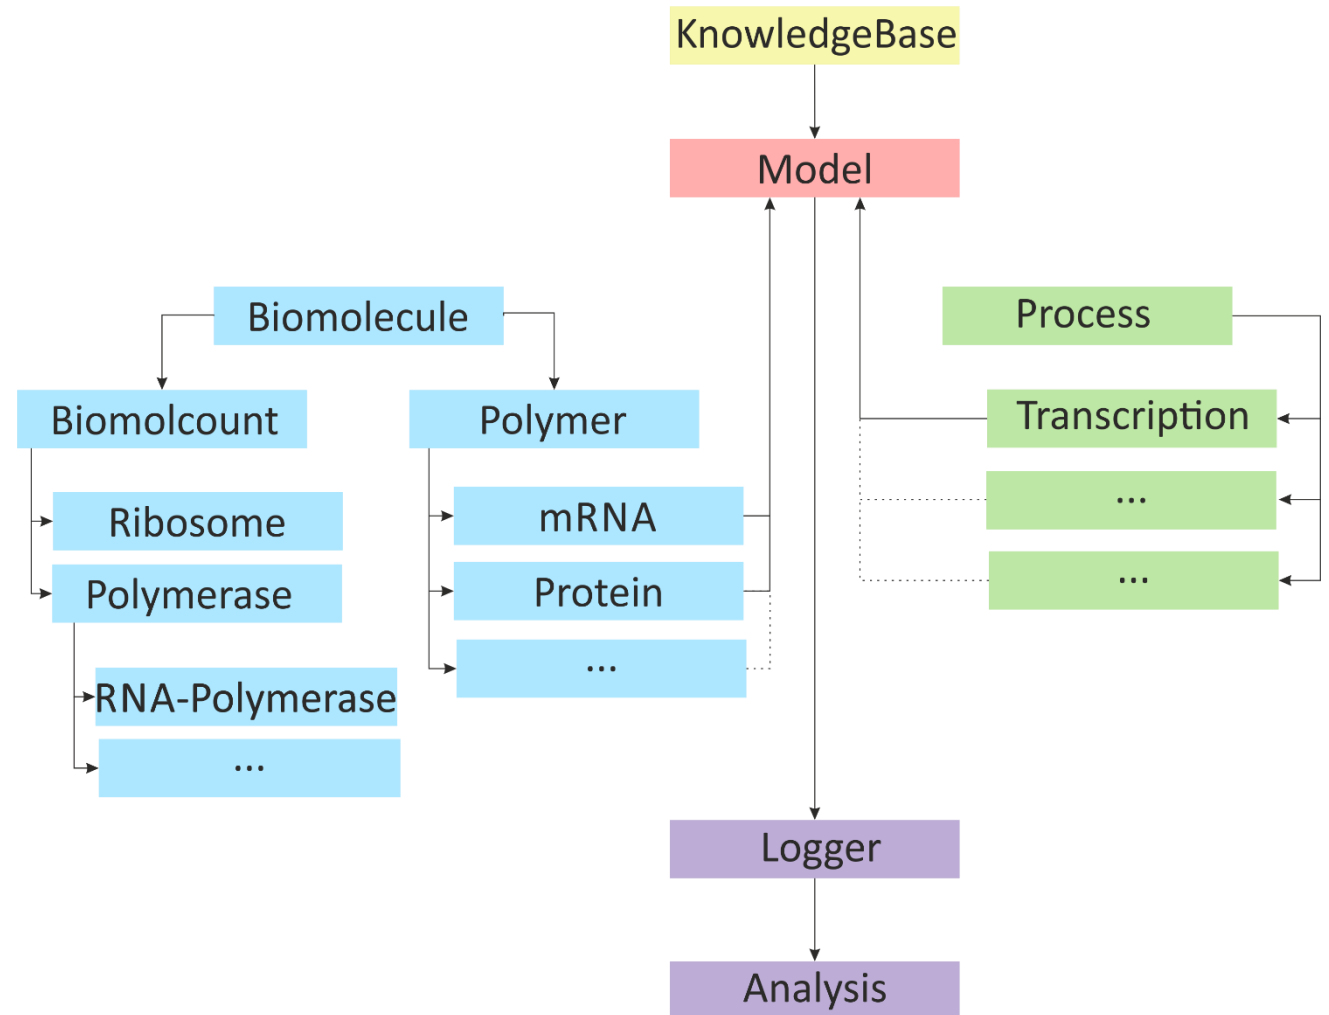 KnowledgeBase
Model
Biomolecule
Process
Biomolcount
Polymer
Transcription
Ribosome
mRNA
...
Polymerase
Protein
...
RNA-Polymerase
...
...
Logger
Analysis